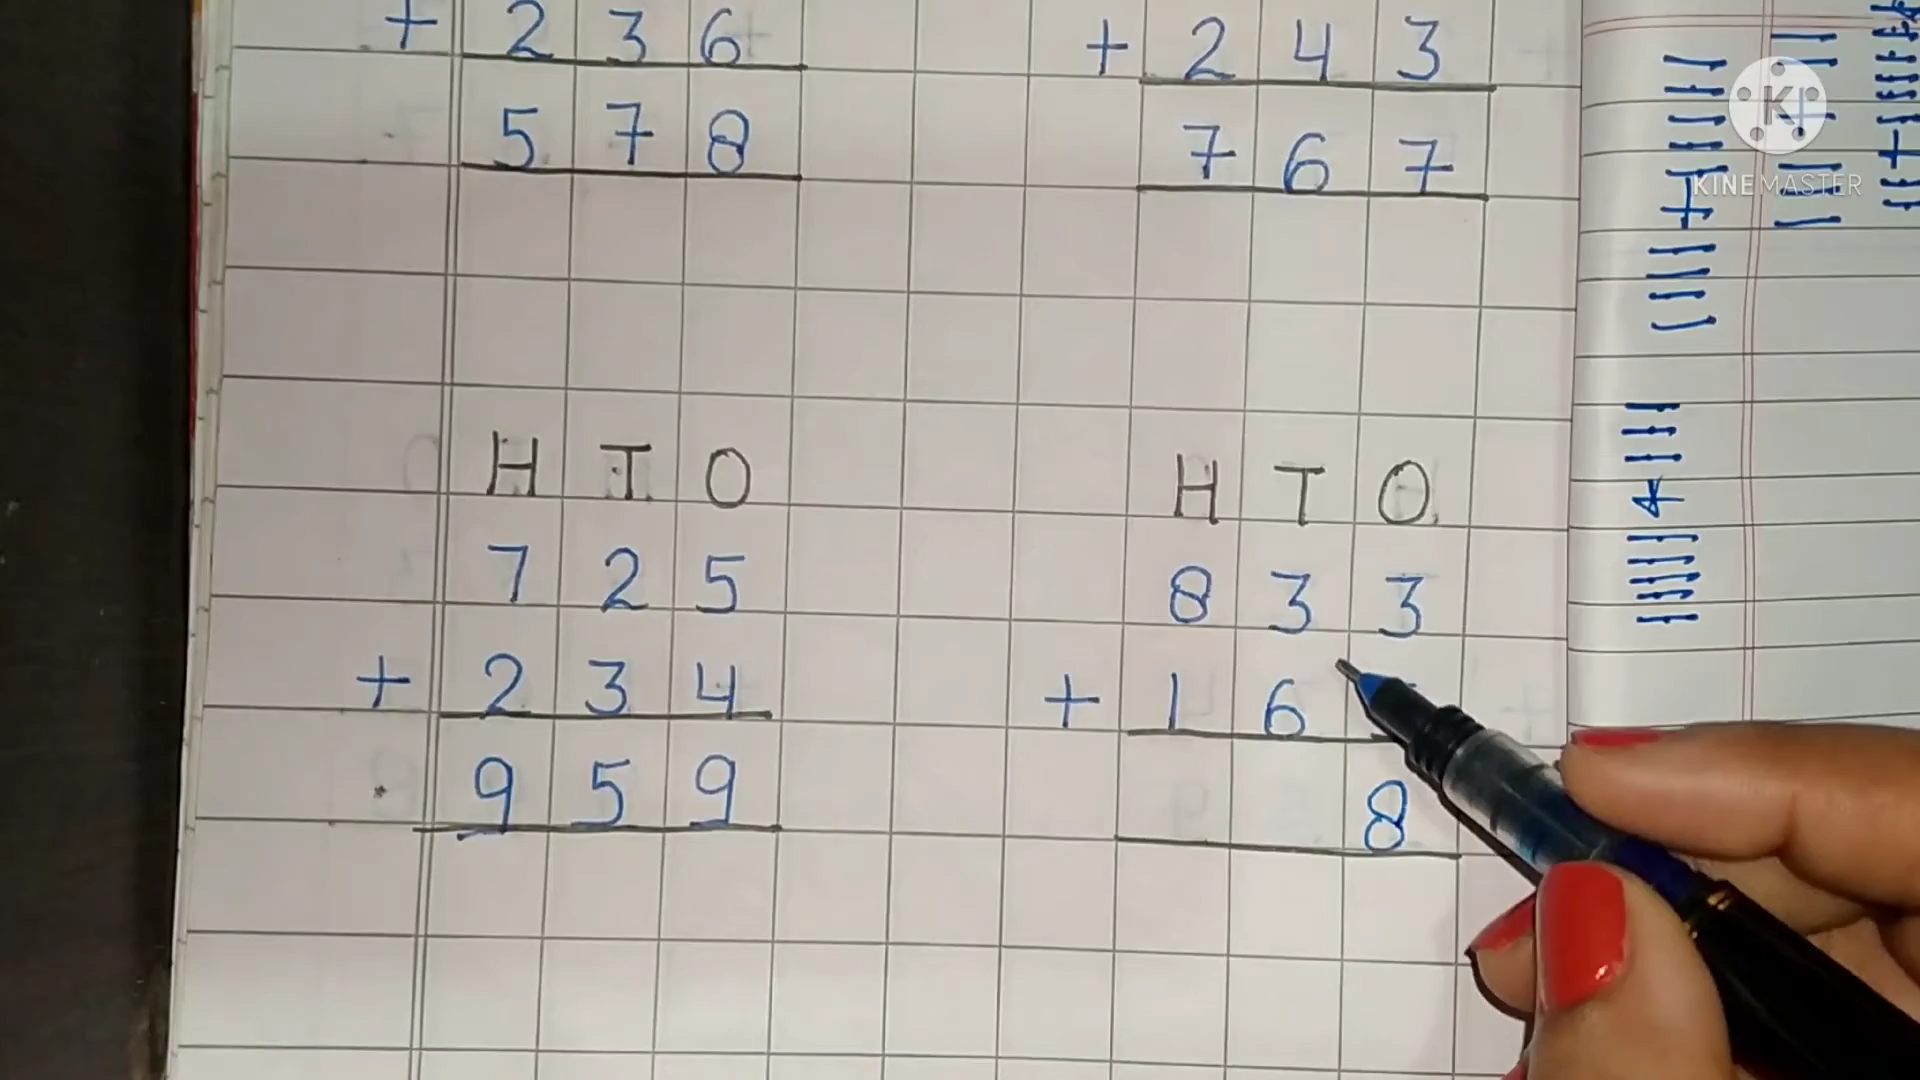 + 2 3 6
5 7 8
+ 2 4 3
7 6 7
H T O
7 2 5
+ 2 3 4
9 5 9
H T O
8 3 3
+ 1 6
8
KINEMASTER